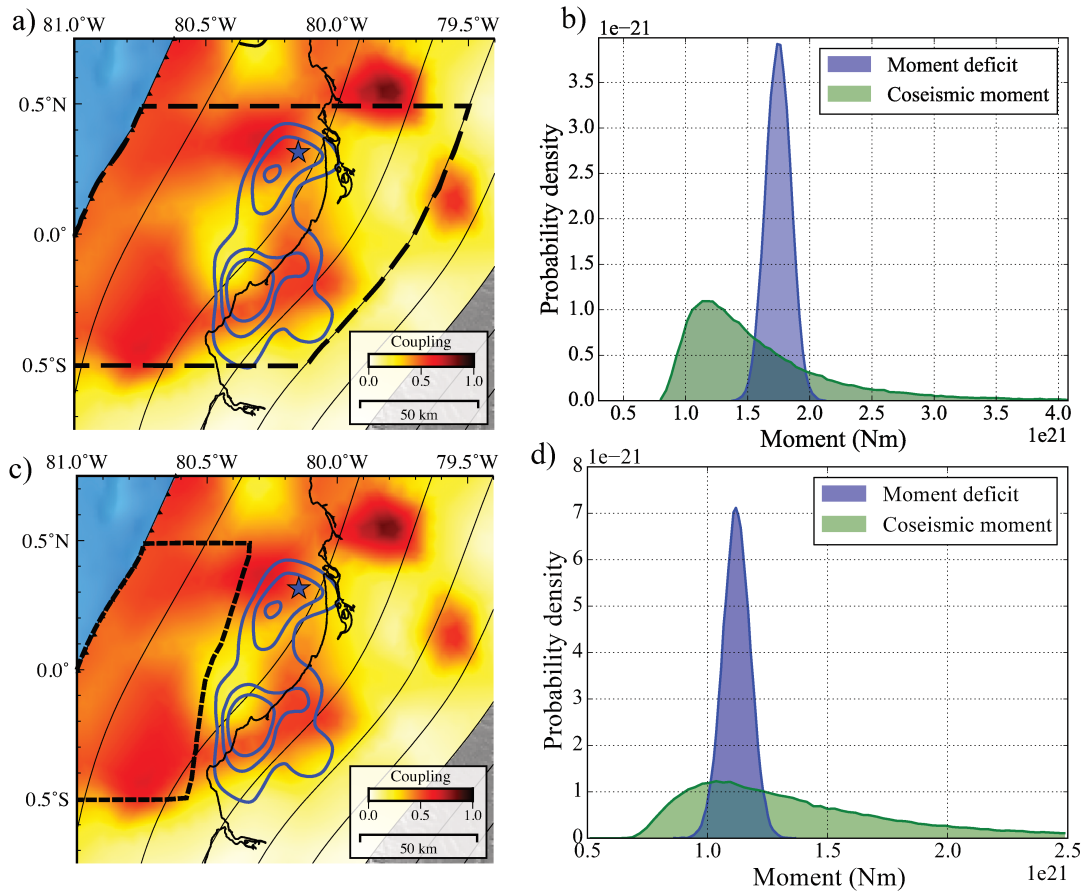 a)
81.0°W 80.5°W 80.0°W 79.5°W
0.5°N
0.0°
0.5°S
Coupling
0.0 0.5 1.0
50 km
b)
1e−21
3.5
3.0
2.5
2.0
1.5
1.0
0.5
0.0
Probability density
Moment deficit
Coseismic moment
0.5 1.0 1.5 2.0 2.5 3.0 3.5 4.0
Moment (Nm)
1e21
c)
81.0°W 80.5°W 80.0°W 79.5°W
0.5°N
0.0°
0.5°S
Coupling
0.0 0.5 1.0
50 km
d)
1e−21
8
7
6
5
4
3
2
1
0
Probability density
Moment deficit
Coseismic moment
0.5 1.0 1.5 2.0 2.5
Moment (Nm)
1e21